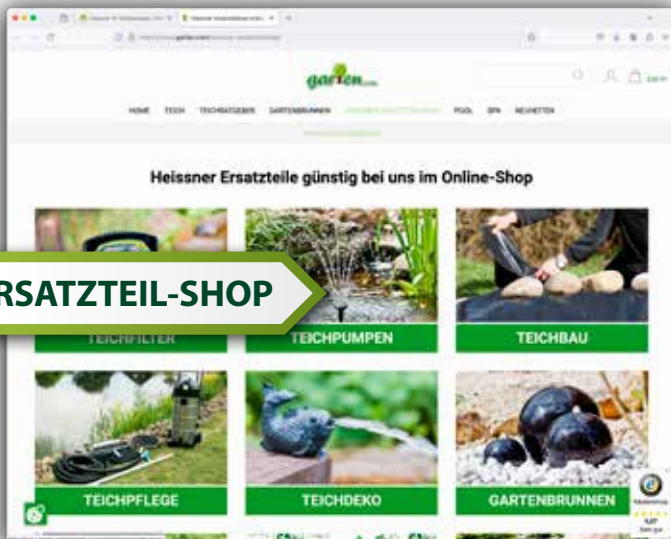 garten
HOME TEICH TEICHRATGEBER GARTENBRUNNEN POOL SPA NEUHEITEN
Heissner Ersatzteile günstig bei uns im Online-Shop
RSATZTEIL-SHOP
TEICHFILTER
TEICHPUMPEN
TEICHBAU
TEICHPFLEGE
TEICHDEKO
GARTENBRUNNEN